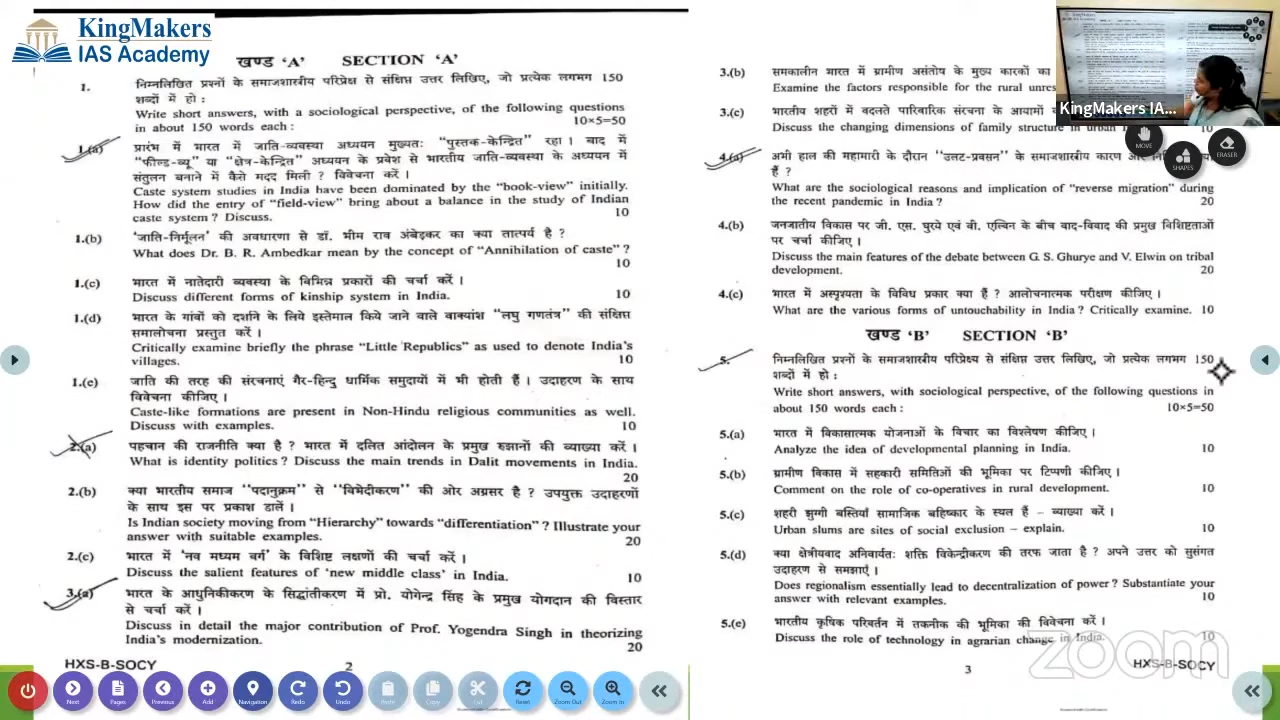 KingMakers
IAS Academy
खण्ड 'A' SECTION 'A'
1. निम्नलिखित प्रश्नों के समाजशास्त्रीय परिप्रेक्ष से संक्षिप्त उत्तर लिखिए, जो प्रत्येक लगभग 150
शब्दों में हो :
Write short answers, with a sociological perspective, of the following questions
in about 150 words each : 10×5=50
1.(a) प्रारंभ में भारत में जाति-व्यवस्था अध्ययन मुख्यतः "पुस्तक-केन्द्रित" रहा। बाद में
"फील्ड-व्यू" या "क्षेत्र-केन्द्रित" अध्ययन के प्रवेश से भारतीय जाति-व्यवस्था के अध्ययन में
संतुलन बनाने में कैसे मदद मिली ? विवेचना करें।
Caste system studies in India have been dominated by the "book-view" initially.
How did the entry of "field-view" bring about a balance in the study of Indian
caste system ? Discuss. 10
1.(b) 'जाति-निर्मूलन' की अवधारणा से डॉ. भीम राव अंबेडकर का क्या तात्पर्य है ?
What does Dr. B. R. Ambedkar mean by the concept of "Annihilation of caste" ?
10
1.(c) भारत में नातेदारी व्यवस्था के विभिन्न प्रकारों की चर्चा करें।
Discuss different forms of kinship system in India. 10
1.(d) भारत के गांवों को दर्शाने के लिये इस्तेमाल किये जाने वाले वाक्यांश "लघु गणतंत्र" की संक्षिप्त
समालोचना प्रस्तुत करें।
Critically examine briefly the phrase "Little Republics" as used to denote India's
villages. 10
1.(e) जाति की तरह की संरचनाएं गैर-हिन्दु धार्मिक समुदायों में भी होती हैं। उदाहरण के साथ
विवेचना कीजिए।
Caste-like formations are present in Non-Hindu religious communities as well.
Discuss with examples. 10
2.(a) पहचान की राजनीति क्या है ? भारत में दलित आंदोलन के प्रमुख रुझानों की व्याख्या करें।
What is identity politics ? Discuss the main trends in Dalit movements in India.
20
2.(b) क्या भारतीय समाज "पदानुक्रम" से "विभेदीकरण" की ओर अग्रसर है ? उपयुक्त उदाहरणों
के साथ इस पर प्रकाश डालें।
Is Indian society moving from "Hierarchy" towards "differentiation" ? Illustrate your
answer with suitable examples. 20
2.(c) भारत में 'नव मध्यम वर्ग' के विशिष्ट लक्षणों की चर्चा करें।
Discuss the salient features of 'new middle class' in India. 10
3.(a) भारत के आधुनिकीकरण के सिद्धांतीकरण में प्रो. योगेन्द्र सिंह के प्रमुख योगदान की विस्तार
से चर्चा करें।
Discuss in detail the major contribution of Prof. Yogendra Singh in theorizing
India's modernization. 20
HXS-B-SOCY 2
3.(b) समकालीन भारत में ग्रामीण असंतोष के मुख्य कारकों का
Examine the factors responsible for the rural unres
3.(c) भारतीय शहरों में बदलते पारिवारिक संरचना के आयामों
Discuss the changing dimensions of family structure in urban
10
4.(a) अभी हाल की महामारी के दौरान "उलट-प्रवसन" के समाजशास्त्रीय कारण
हैं ?
What are the sociological reasons and implication of "reverse migration" during
the recent pandemic in India ? 20
4.(b) जनजातीय विकास पर जी. एस. घुरये एवं वी. एल्विन के बीच वाद-विवाद की प्रमुख विशिष्टताओं
पर चर्चा कीजिए।
Discuss the main features of the debate between G. S. Ghurye and V. Elwin on tribal
development. 20
4.(c) भारत में अस्पृश्यता के विविध प्रकार क्या हैं ? आलोचनात्मक परीक्षण कीजिए।
What are the various forms of untouchability in India ? Critically examine. 10
खण्ड 'B' SECTION 'B'
5. निम्नलिखित प्रश्नों के समाजशास्त्रीय परिप्रेक्ष्य से संक्षिप्त उत्तर लिखिए, जो प्रत्येक लगभग 150
शब्दों में हो :
Write short answers, with sociological perspective, of the following questions in
about 150 words each : 10×5=50
5.(a) भारत में विकासात्मक योजनाओं के विचार का विश्लेषण कीजिए।
Analyze the idea of developmental planning in India. 10
5.(b) ग्रामीण विकास में सहकारी समितिओं की भूमिका पर टिप्पणी कीजिए।
Comment on the role of co-operatives in rural development. 10
5.(c) शहरी झुग्गी बस्तियाँ सामाजिक बहिष्कार के स्थल हैं – व्याख्या करें।
Urban slums are sites of social exclusion – explain. 10
5.(d) क्या क्षेत्रीयवाद अनिवार्यतः शक्ति विकेन्द्रीकरण की तरफ जाता है ? अपने उत्तर को सुसंगत
उदाहरण से समझाएं।
Does regionalism essentially lead to decentralization of power ? Substantiate your
answer with relevant examples. 10
5.(e) भारतीय कृषिक परिवर्तन में तकनीक की भूमिका की विवेचना करें।
Discuss the role of technology in agrarian change in India. 10
3 HXS-B-SOCY
zoom
KingMakers IA...
MOVE
SHAPES
ERASER
Next
Pages
Previous
Add
Navigation
Redo
Undo
Paste
Copy
Cut
Reset
Zoom Out
Zoom In